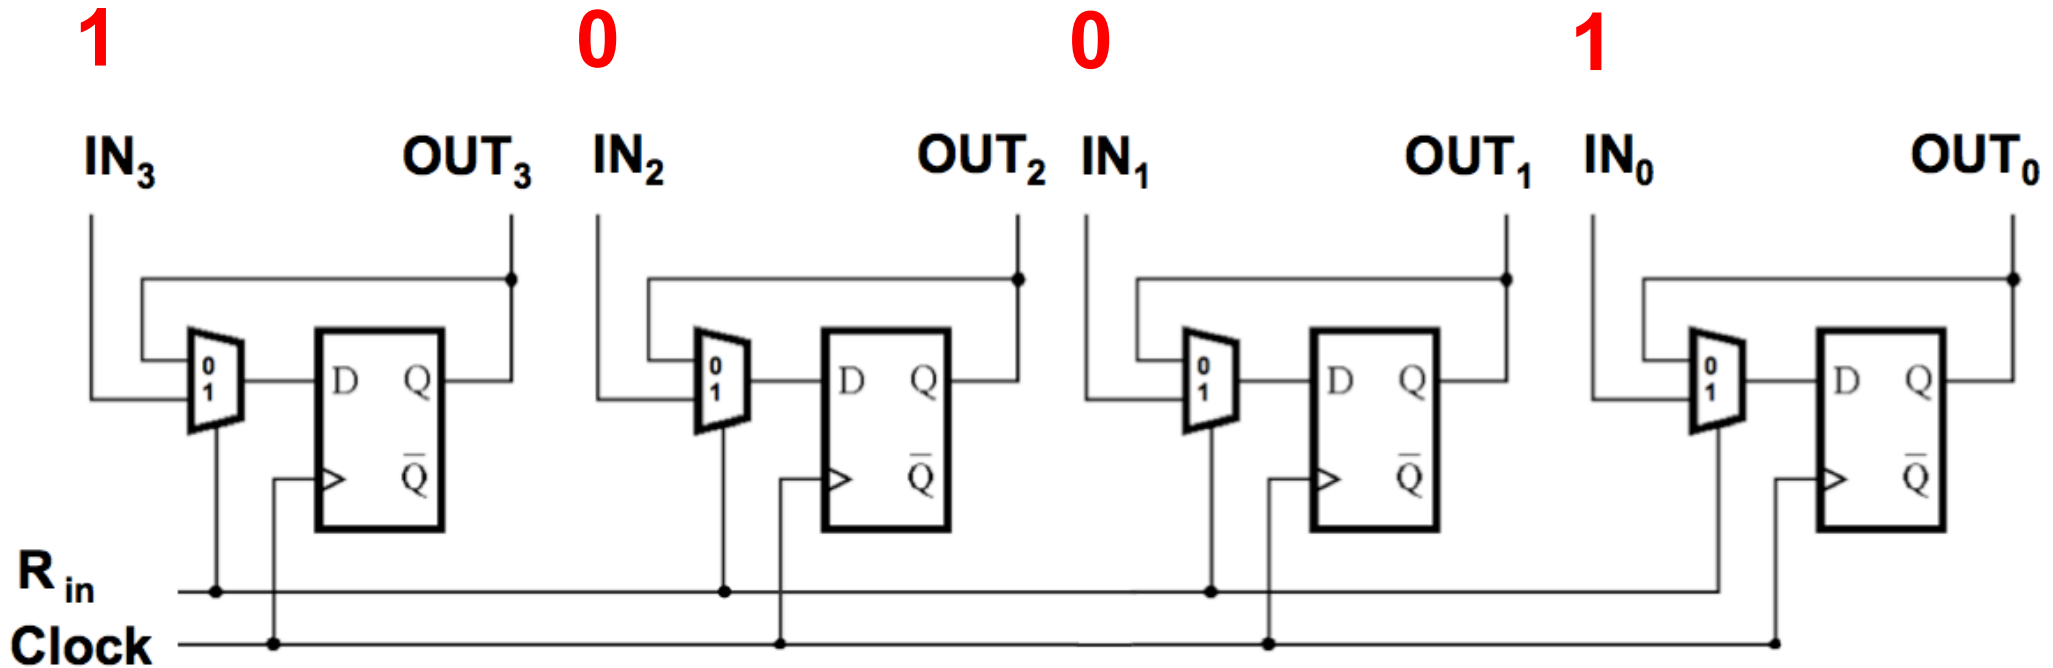 1 0 0 1
IN3 OUT3 IN2 OUT2 IN1 OUT1 IN0 OUT0
0 0 0 0
1 D Q 1 D Q 1 D Q 1 D Q
Q̅ Q̅ Q̅ Q̅
R in
Clock